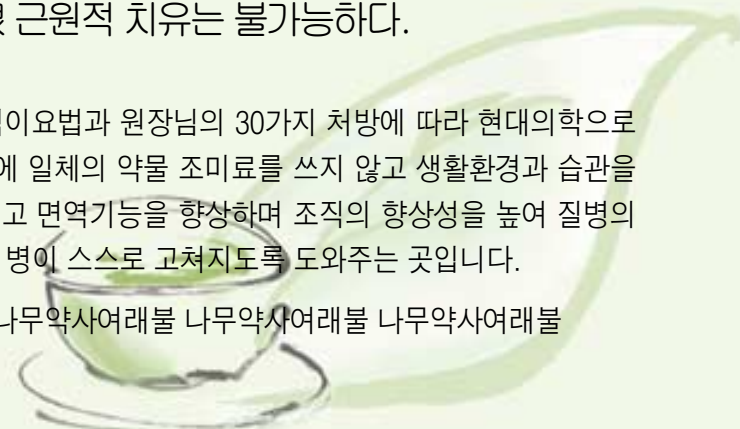 근원적 치유는 불가능하다.
이요법과 원장님의 30가지 처방에 따라 현대의학으로
에 일체의 약물 조미료를 쓰지 않고 생활환경과 습관을
고 면역기능을 향상하며 조직의 향상성을 높여 질병의
병이 스스로 고쳐지도록 도와주는 곳입니다.
나무약사여래불 나무약사여래불 나무약사여래불